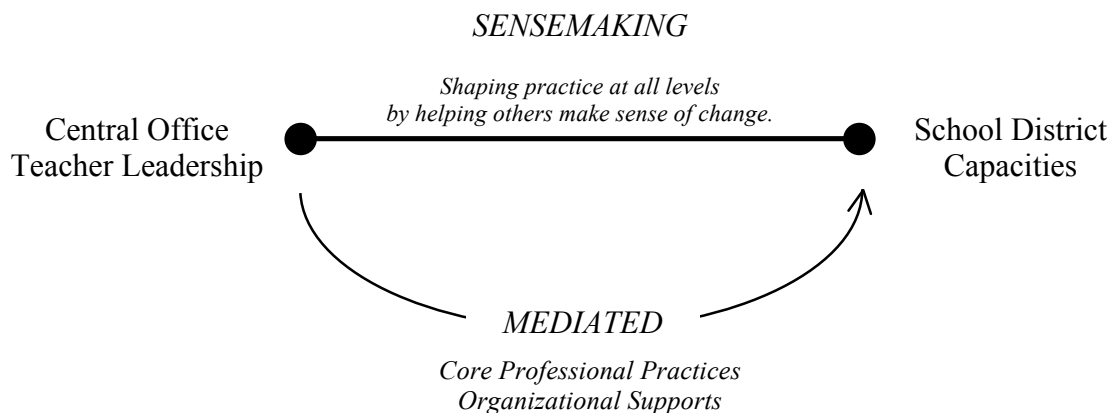 SENSEMAKING
Shaping practice at all levels
by helping others make sense of change.
Central Office
Teacher Leadership
School District
Capacities
MEDIATED
Core Professional Practices
Organizational Supports